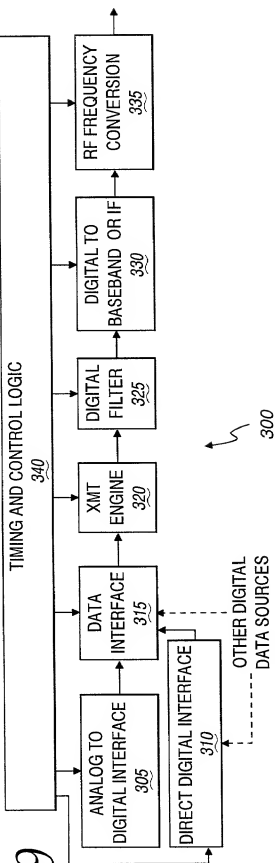 TIMING AND CONTROL LOGIC
340
ANALOG TO
DIGITAL INTERFACE
305
DIRECT DIGITAL INTERFACE
310
DATA
INTERFACE
315
XMT
ENGINE
320
DIGITAL
FILTER
325
DIGITAL TO
BASEBAND OR IF
330
RF FREQUENCY
CONVERSION
335
OTHER DIGITAL
DATA SOURCES
300
9